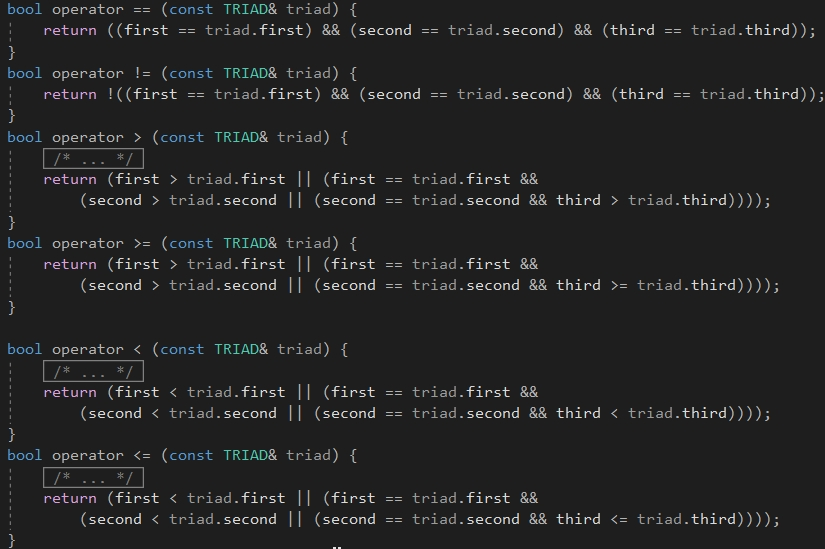 bool operator == (const TRIAD& triad) {
return ((first == triad.first) && (second == triad.second) && (third == triad.third));
}
bool operator != (const TRIAD& triad) {
return !((first == triad.first) && (second == triad.second) && (third == triad.third));
}
bool operator > (const TRIAD& triad) {
/* ... */
return (first > triad.first || (first == triad.first &&
(second > triad.second || (second == triad.second && third > triad.third))));
}
bool operator >= (const TRIAD& triad) {
return (first > triad.first || (first == triad.first &&
(second > triad.second || (second == triad.second && third >= triad.third))));
}
bool operator < (const TRIAD& triad) {
/* ... */
return (first < triad.first || (first == triad.first &&
(second < triad.second || (second == triad.second && third < triad.third))));
}
bool operator <= (const TRIAD& triad) {
/* ... */
return (first < triad.first || (first == triad.first &&
(second < triad.second || (second == triad.second && third <= triad.third))));
}